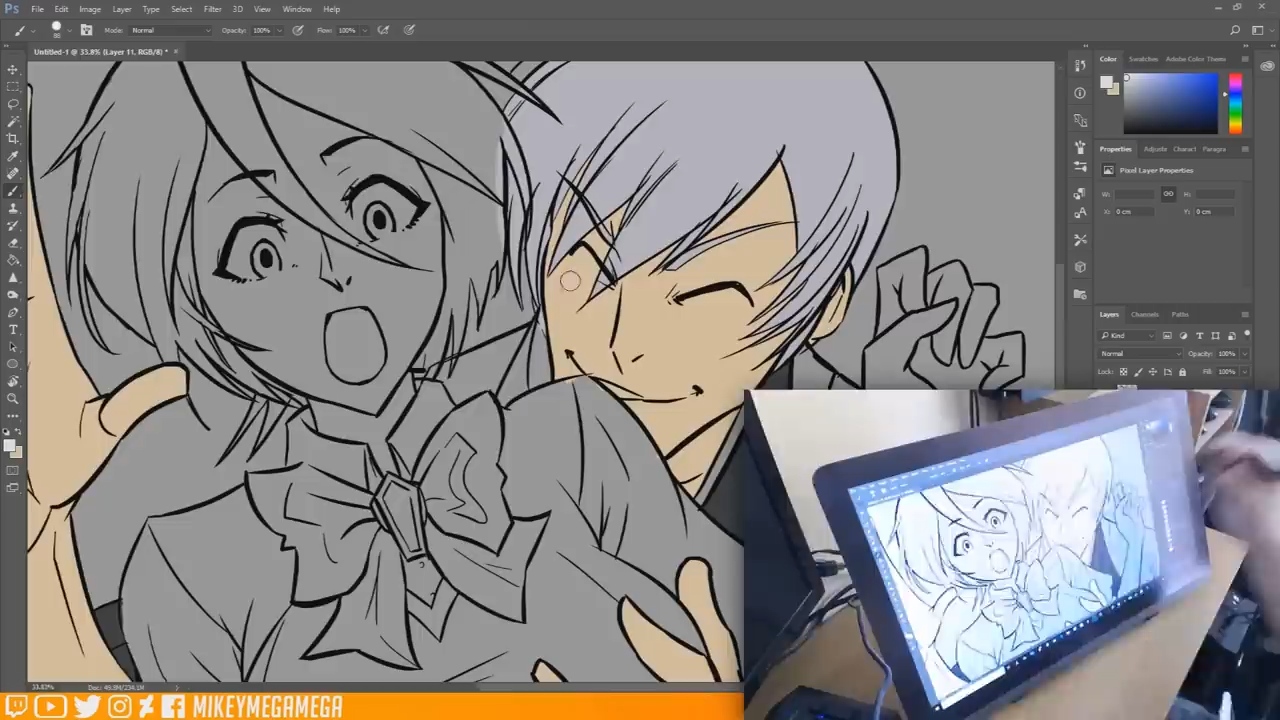 Ps File Edit Image Layer Type Select Filter 3D View Window Help
Mode: Normal Opacity: 100% Flow: 100%
Untitled-1 @ 33.8% (Layer 11, RGB/8) *
Color Swatches Adobe Color Theme
Properties Adjuste Charact Paragra
Pixel Layer Properties
W: H:
X: 0 cm Y: 0 cm
Layers Channels Paths
Kind
Normal Opacity: 100%
Lock: Fill: 100%
33.83% Doc: 49.8M/234.1M
MIKEYMEGAMEGA